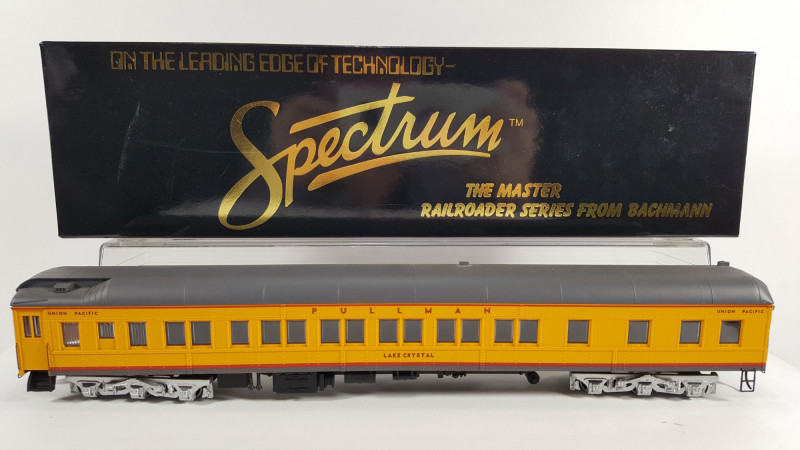 ON THE LEADING EDGE OF TECHNOLOGY—
Spectrum™
THE MASTER
RAILROADER SERIES FROM BACHMANN
UNION PACIFIC PULLMAN UNION PACIFIC
LAKE CRYSTAL